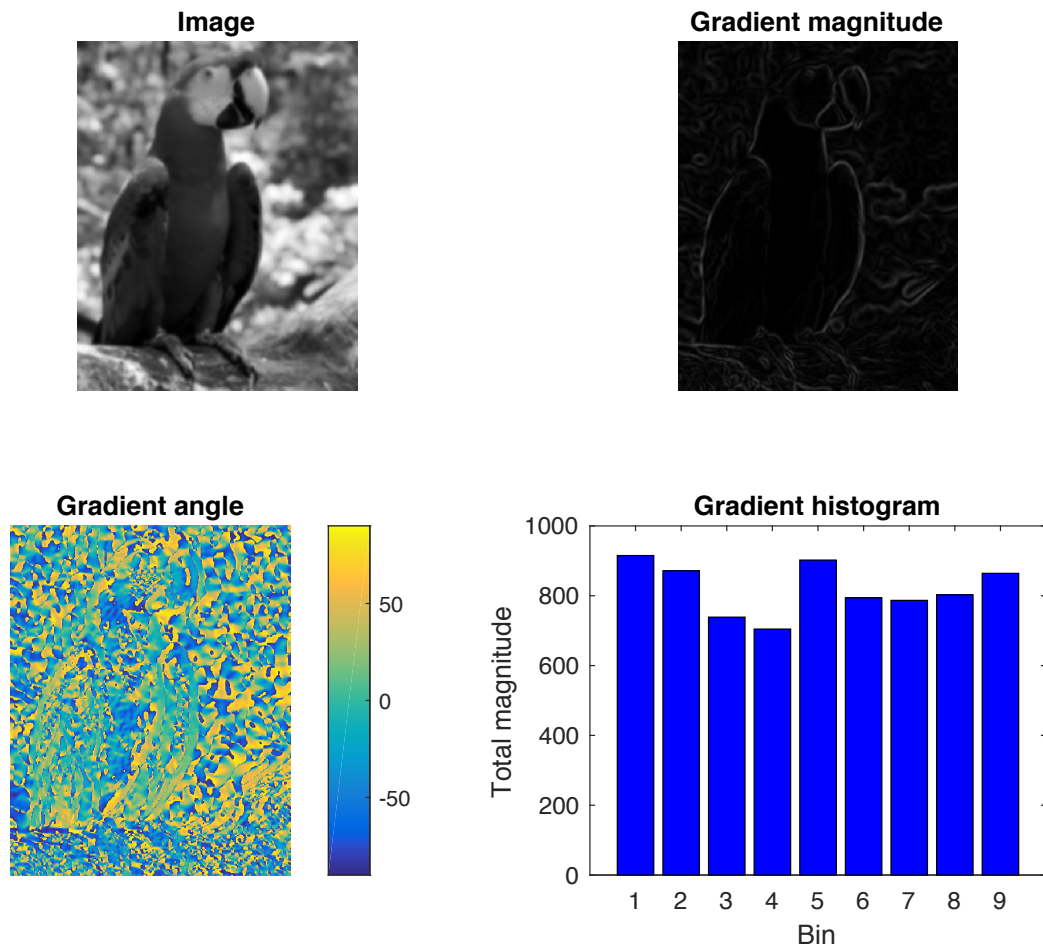 Image
Gradient magnitude
Gradient angle
50
0
-50
Gradient histogram
1000
800
600
400
200
0
Total magnitude
1 2 3 4 5 6 7 8 9
Bin